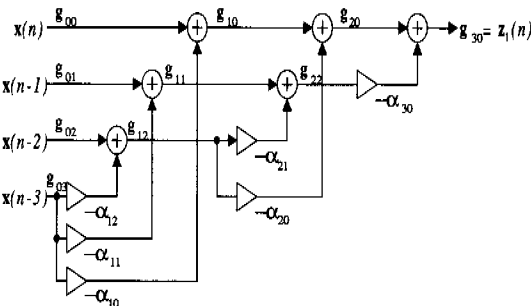 g00 g10 g20
x(n) g30 = z1(n)
g01 g11 g22
x(n-1) -α30
g02 g12
x(n-2) -α21
g03
x(n-3) -α12 -α20
-α11
-α10